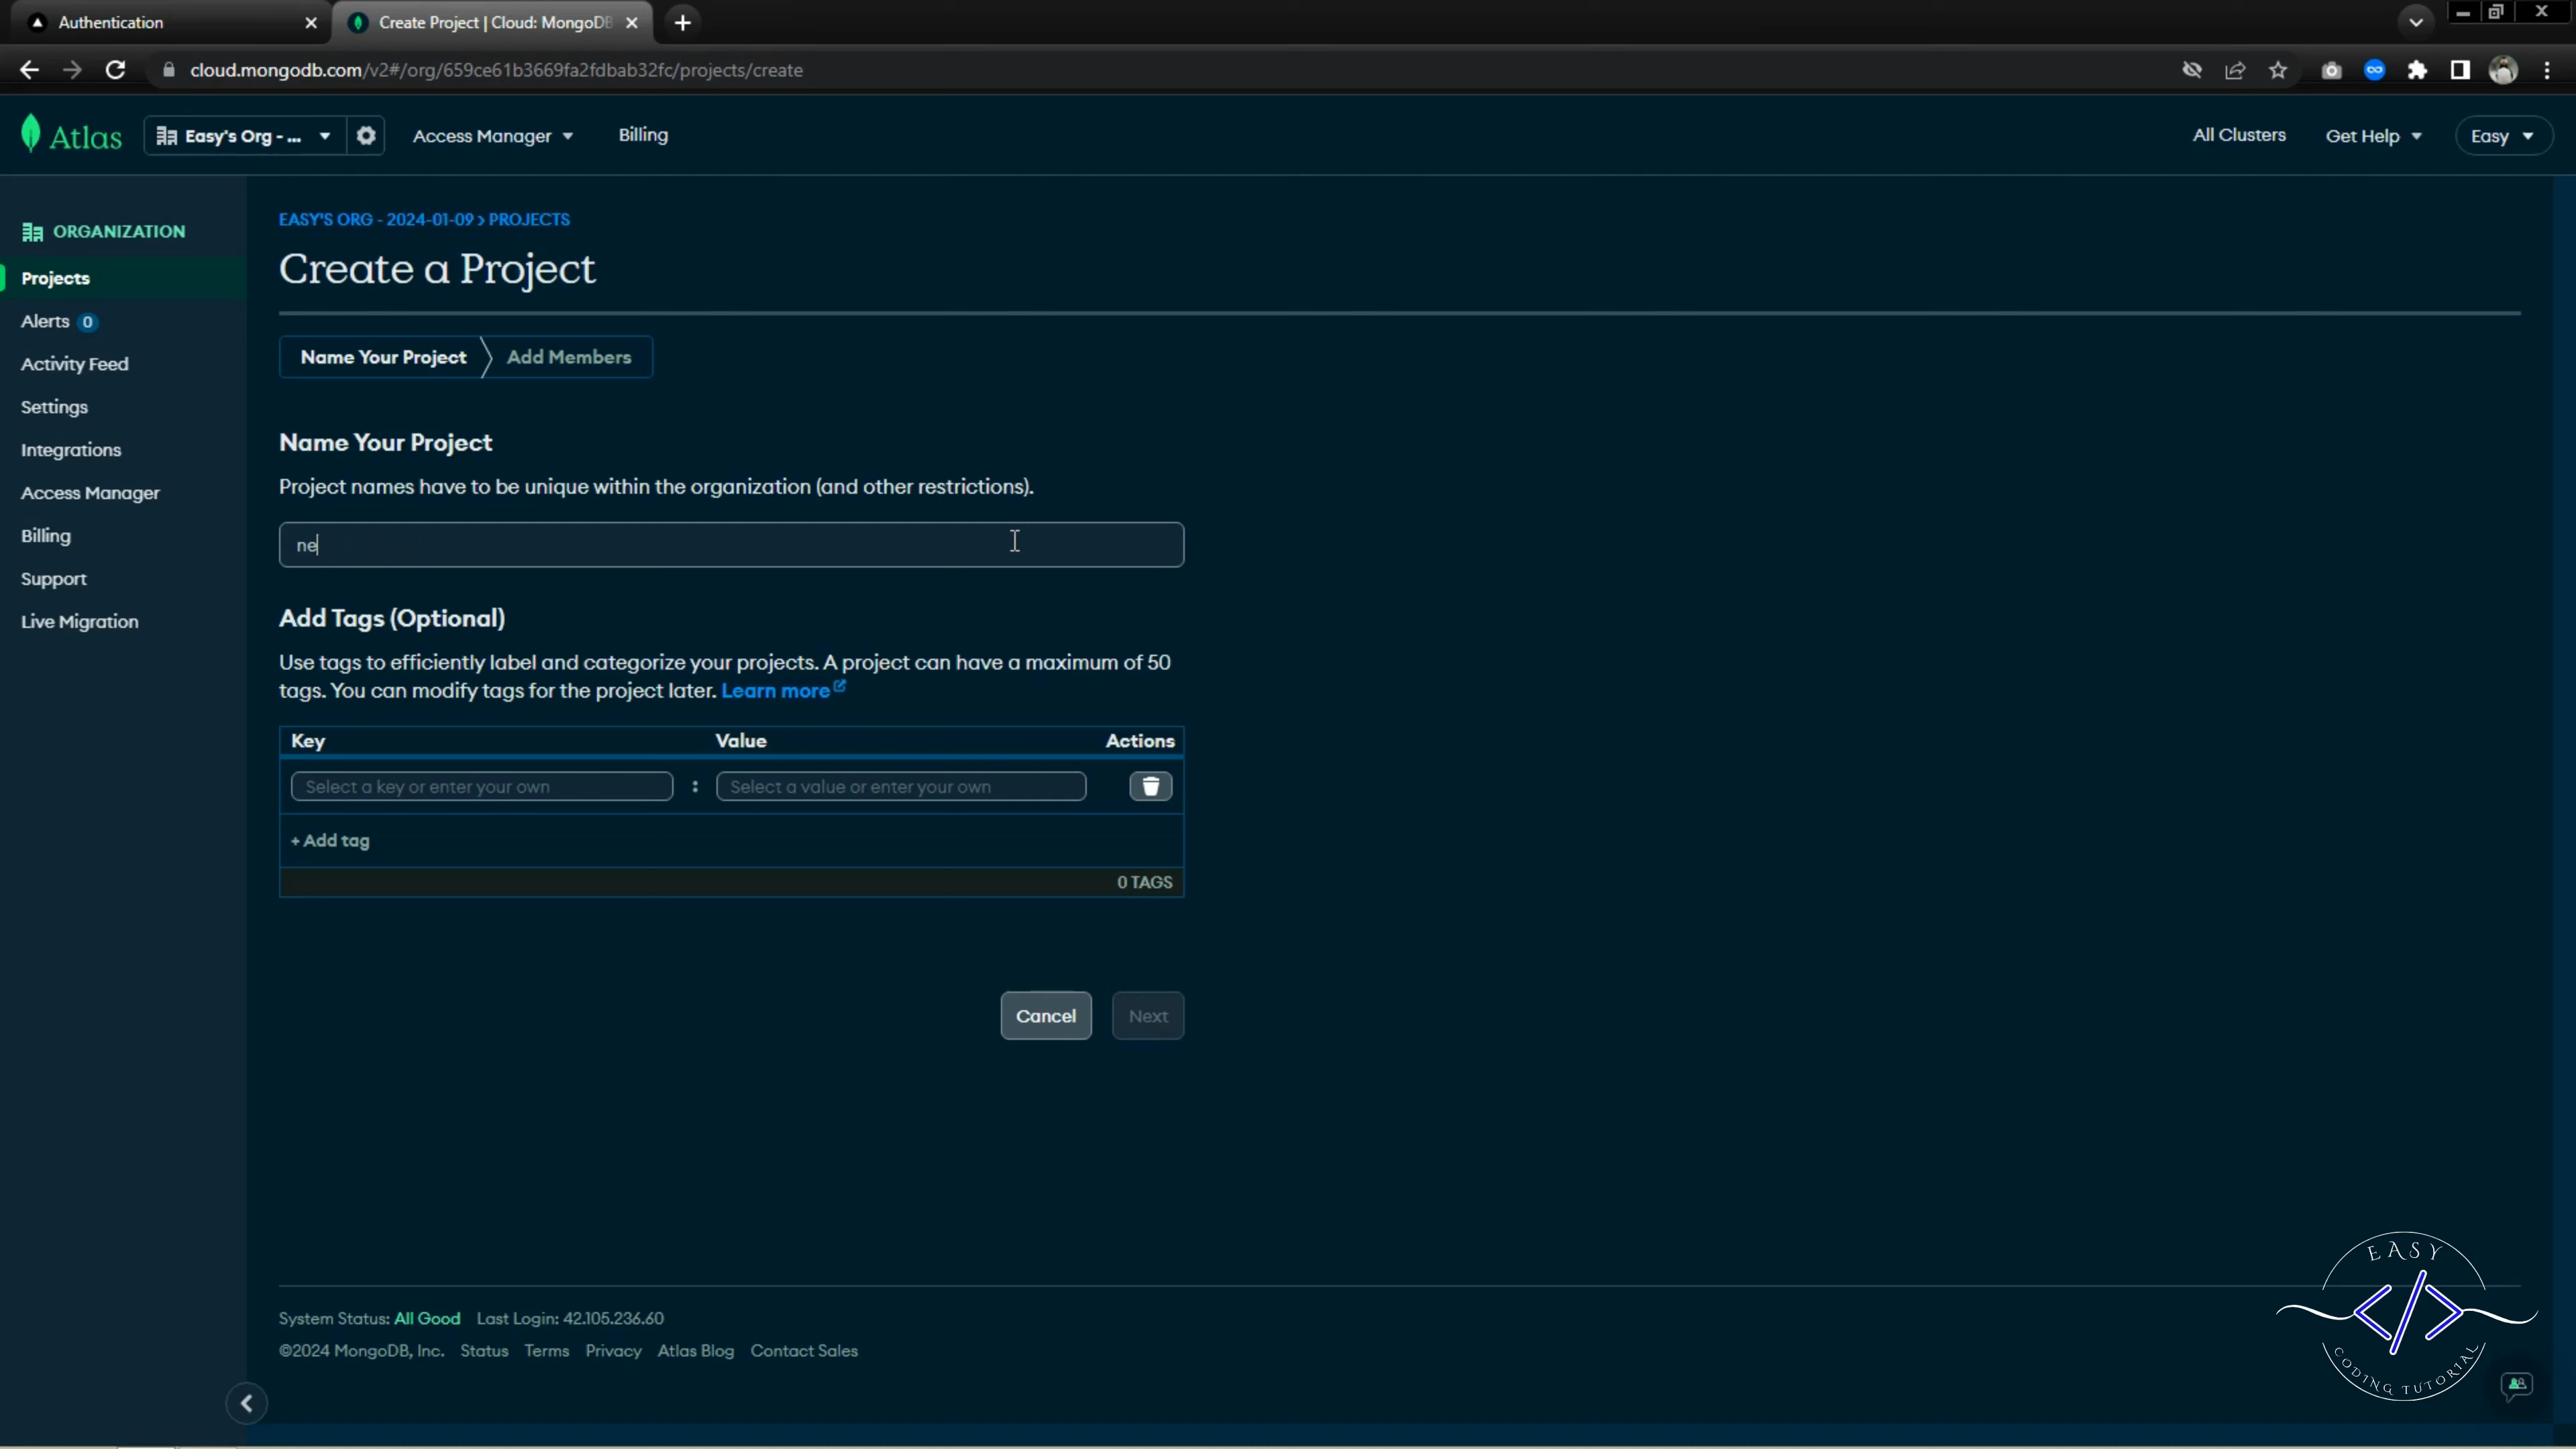 Authentication
Create Project | Cloud: MongoDB
cloud.mongodb.com/v2#/org/659ce61b3669fa2fdbab32fc/projects/create
Atlas
Easy's Org - ...
Access Manager
Billing
All Clusters
Get Help
Easy
ORGANIZATION
Projects
Alerts 0
Activity Feed
Settings
Integrations
Access Manager
Billing
Support
Live Migration
EASY'S ORG - 2024-01-09 > PROJECTS
Create a Project
Name Your Project
Add Members
Name Your Project
Project names have to be unique within the organization (and other restrictions).
ne
Add Tags (Optional)
Use tags to efficiently label and categorize your projects. A project can have a maximum of 50
tags. You can modify tags for the project later. Learn more
Key Value Actions
Select a key or enter your own : Select a value or enter your own
+ Add tag
0 TAGS
Cancel
Next
System Status: All Good Last Login: 42.105.236.60
©2024 MongoDB, Inc. Status Terms Privacy Atlas Blog Contact Sales
EASY
</>
CODING TUTORIAL